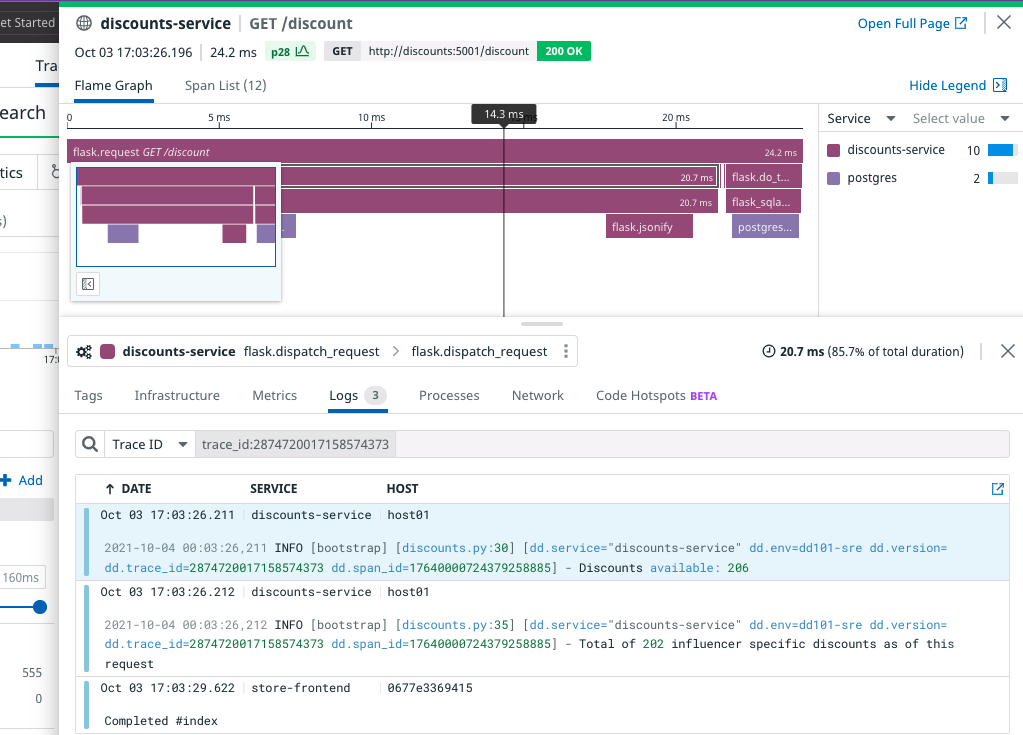 et Started
Tra
earch
tics
s)
17:0
Add
160ms
555
0
discounts-service | GET /discount
Open Full Page
Oct 03 17:03:26.196 | 24.2 ms p28 GET http://discounts:5001/discount 200 OK
Flame Graph Span List (12)
Hide Legend
0 5 ms 10 ms 14.3 ms ms 20 ms
Service Select value
flask.request GET /discount 24.2 ms
discounts-service 10
20.7 ms flask.do_t...
postgres 2
20.7 ms flask_sqla...
flask.jsonify postgres...
discounts-service flask.dispatch_request > flask.dispatch_request
20.7 ms (85.7% of total duration)
Tags Infrastructure Metrics Logs 3 Processes Network Code Hotspots BETA
Trace ID trace_id:2874720017158574373
DATE SERVICE HOST
Oct 03 17:03:26.211 discounts-service host01
2021-10-04 00:03:26,211 INFO [bootstrap] [discounts.py:30] [dd.service="discounts-service" dd.env=dd101-sre dd.version=
dd.trace_id=2874720017158574373 dd.span_id=17640000724379258885] - Discounts available: 206
Oct 03 17:03:26.212 discounts-service host01
2021-10-04 00:03:26,212 INFO [bootstrap] [discounts.py:35] [dd.service="discounts-service" dd.env=dd101-sre dd.version=
dd.trace_id=2874720017158574373 dd.span_id=17640000724379258885] - Total of 202 influencer specific discounts as of this
request
Oct 03 17:03:29.622 store-frontend 0677e3369415
Completed #index